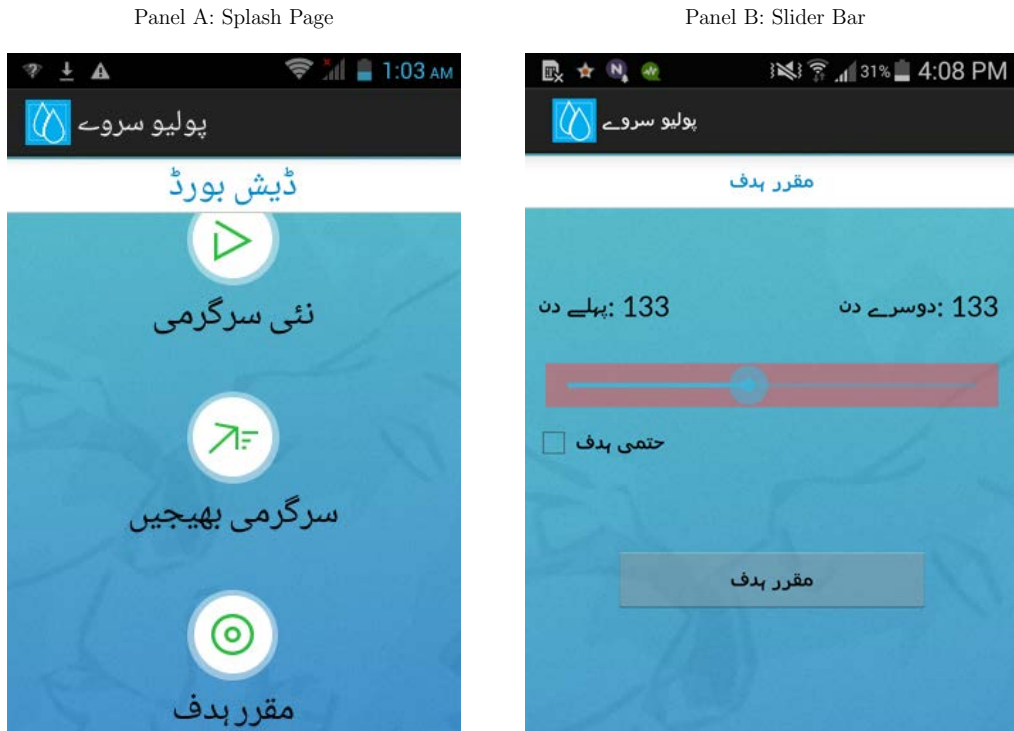 Panel A: Splash Page
1:03 AM
پولیو سروے
ڈیش بورڈ
نئی سرگرمی
سرگرمی بھیجیں
مقرر ہدف
Panel B: Slider Bar
31% 4:08 PM
پولیو سروے
مقرر ہدف
پہلے دن: 133
دوسرے دن: 133
حتمی ہدف
مقرر ہدف